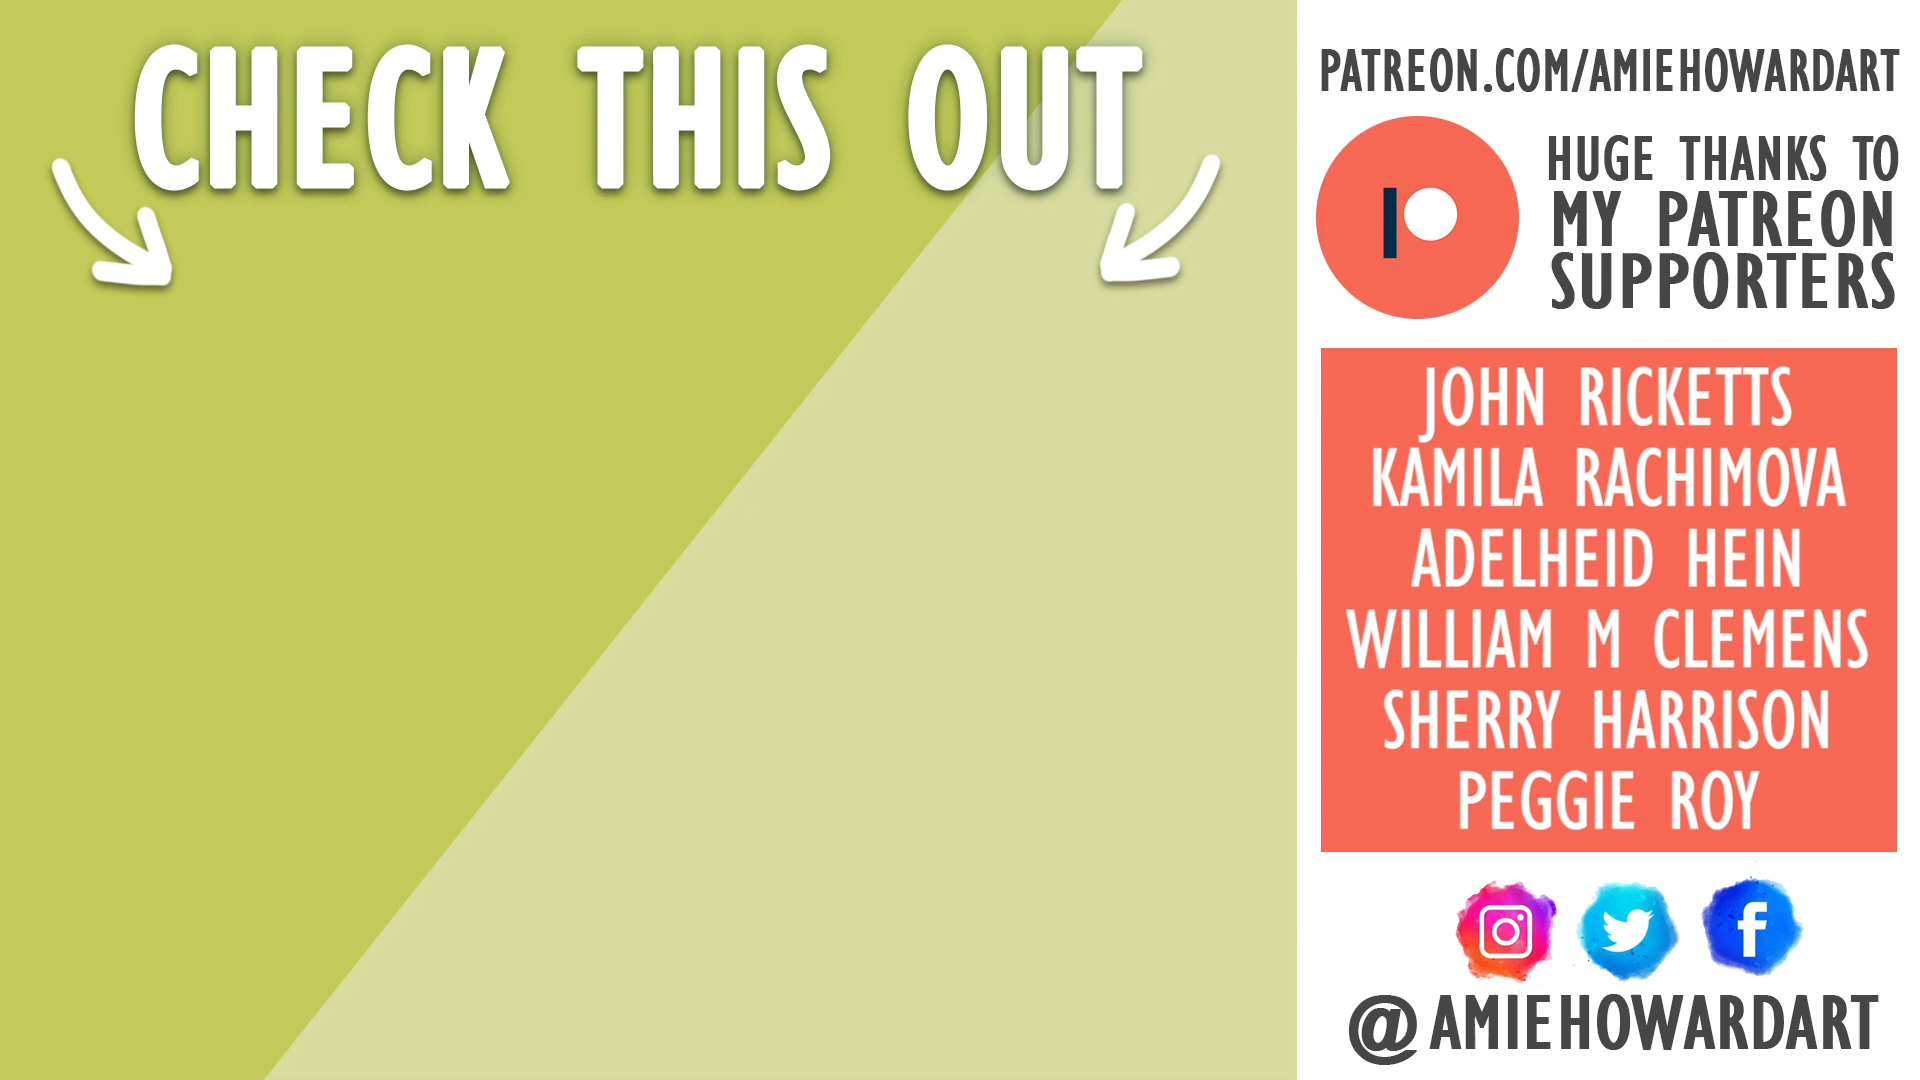 CHECK THIS OUT
PATREON.COM/AMIEHOWARDART
HUGE THANKS TO
MY PATREON
SUPPORTERS
JOHN RICKETTS
KAMILA RACHIMOVA
ADELHEID HEIN
WILLIAM M CLEMENS
SHERRY HARRISON
PEGGIE ROY
@AMIEHOWARDART